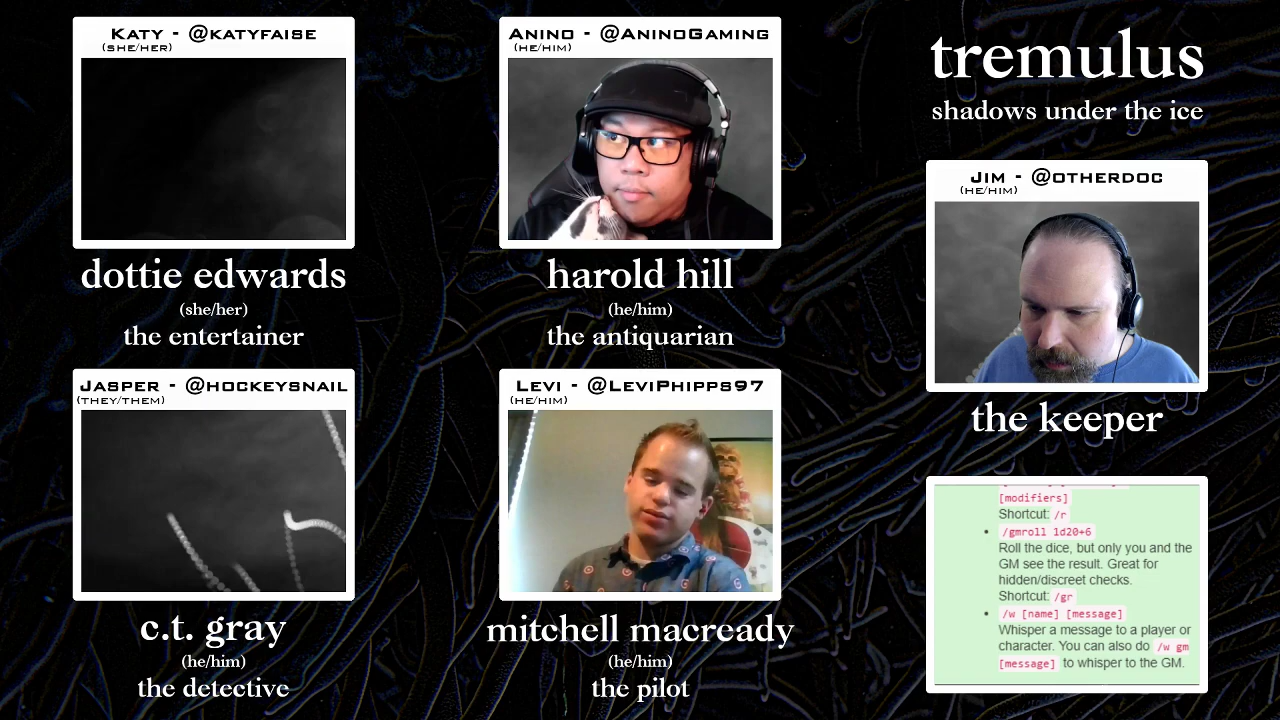 KATY - @KATYFAISE
(SHE/HER)
dottie edwards
(she/her)
the entertainer
ANINO - @ANINOGAMING
(HE/HIM)
harold hill
(he/him)
the antiquarian
tremulus
shadows under the ice
JIM - @OTHERDOC
(HE/HIM)
the keeper
JASPER - @HOCKEYSNAIL
(THEY/THEM)
c.t. gray
(he/him)
the detective
LEVI - @LEVIPHIPPS97
(HE/HIM)
mitchell macready
(he/him)
the pilot
[modifiers]
Shortcut: /r
• /gmroll 1d20+6
Roll the dice, but only you and the
GM see the result. Great for
hidden/discreet checks.
Shortcut: /gr
• /w [name] [message]
Whisper a message to a player or
character. You can also do /w gm
[message] to whisper to the GM.